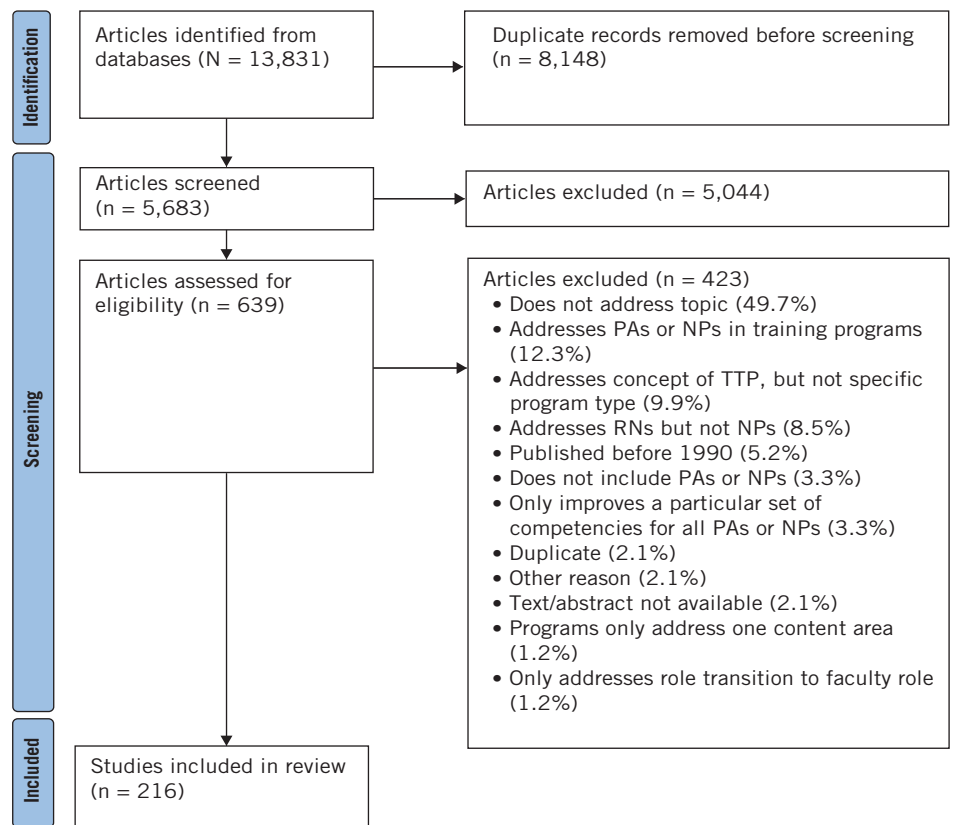 Identification
Articles identified from
databases (N = 13,831)
Duplicate records removed before screening
(n = 8,148)
Screening
Articles screened
(n = 5,683)
Articles excluded (n = 5,044)
Articles assessed for
eligibility (n = 639)
Articles excluded (n = 423)
• Does not address topic (49.7%)
• Addresses PAs or NPs in training programs
(12.3%)
• Addresses concept of TTP, but not specific
program type (9.9%)
• Addresses RNs but not NPs (8.5%)
• Published before 1990 (5.2%)
• Does not include PAs or NPs (3.3%)
• Only improves a particular set of
competencies for all PAs or NPs (3.3%)
• Duplicate (2.1%)
• Other reason (2.1%)
• Text/abstract not available (2.1%)
• Programs only address one content area
(1.2%)
• Only addresses role transition to faculty role
(1.2%)
Included
Studies included in review
(n = 216)